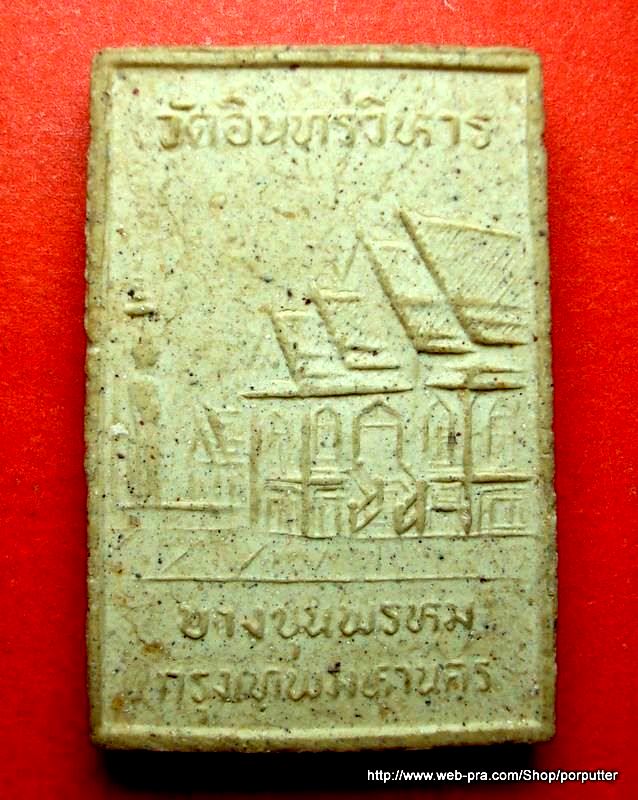 วัดอินทรวิหาร
บางขุนพรหม
กรุงเทพมหานคร
http://www.web-pra.com/Shop/porputter